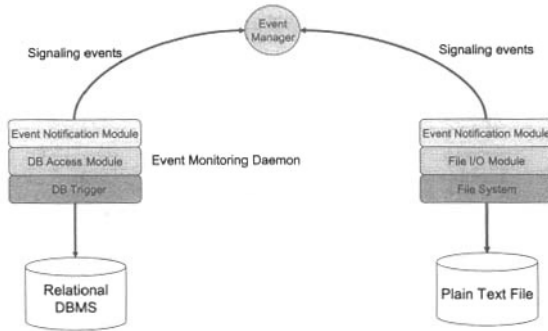 Event
Manager
Signaling events
Signaling events
Event Notification Module
DB Access Module
DB Trigger
Event Monitoring Daemon
Event Notification Module
File I/O Module
File System
Relational
DBMS
Plain Text File